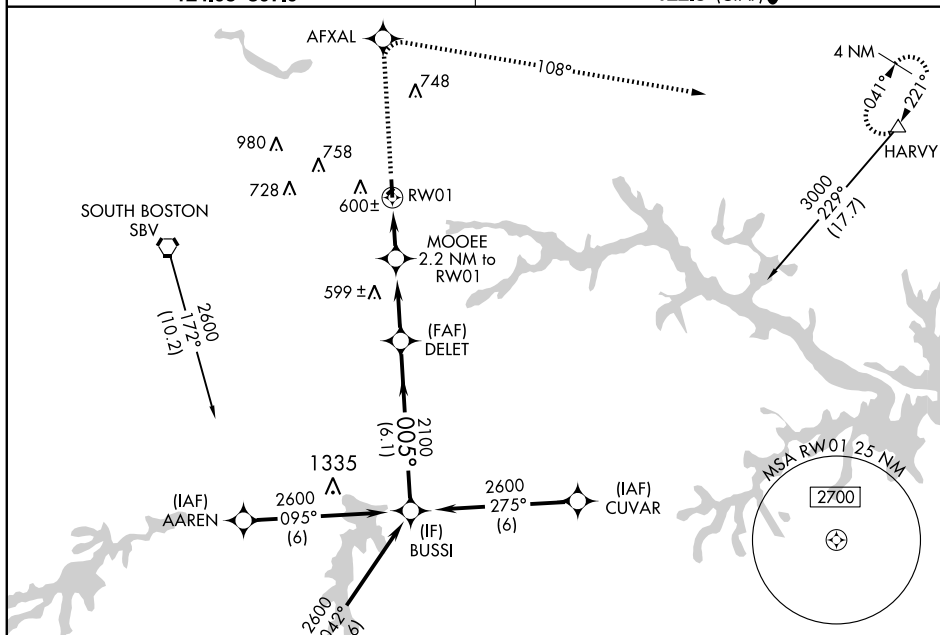 AFXAL
108°
748
4 NM
041°
221°
HARVY
980
758
728
600±
RW01
3000
229°
(17.7)
SOUTH BOSTON
SBV
MOOEE
2.2 NM to
RW01
599 ±
2600
172°
(10.2)
(FAF)
DELET
2100
005°
(6.1)
1335
(IAF)
AAREN
2600
095°
(6)
(IF)
BUSSI
2600
275°
(6)
(IAF)
CUVAR
2600
MSA RW01 25 NM
2700